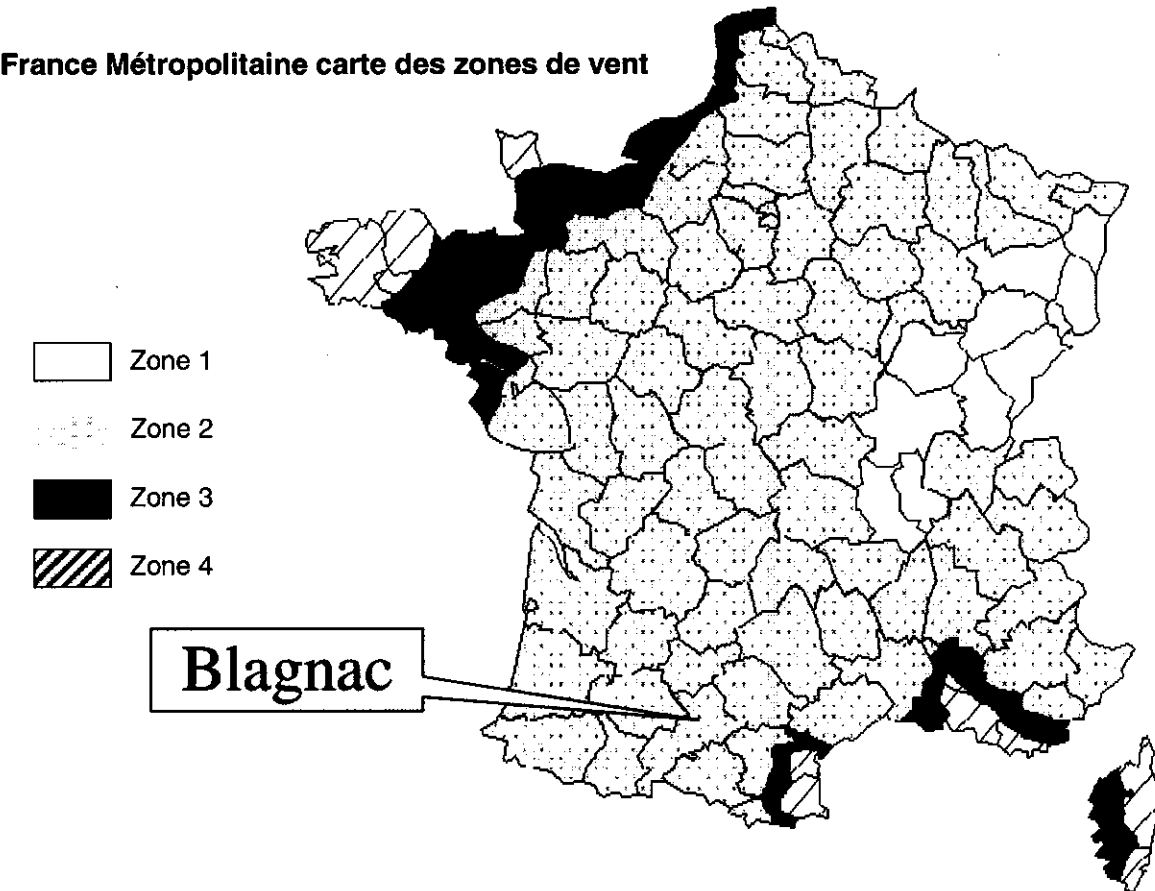 France Métropolitaine carte des zones de vent
Zone 1
Zone 2
Zone 3
Zone 4
Blagnac